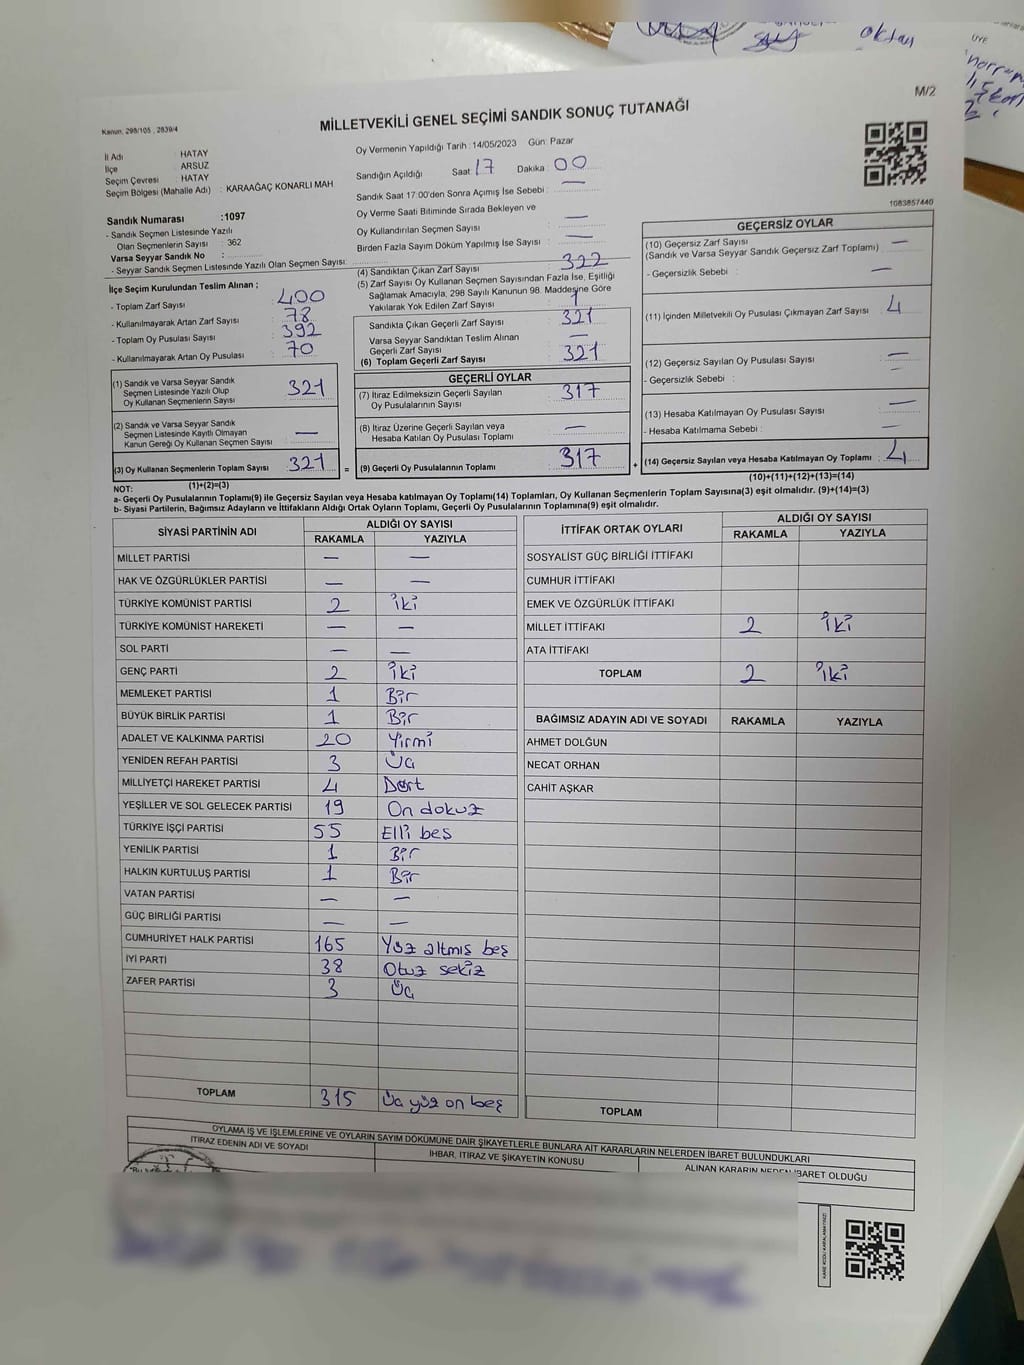 oktan
ÜYE
M/2
Kanun, 298/105 , 2839/4
MİLLETVEKİLİ GENEL SEÇİMİ SANDIK SONUÇ TUTANAĞI
İl Adı : HATAY
İlçe : ARSUZ
Seçim Çevresi : HATAY
Seçim Bölgesi (Mahalle Adı) : KARAAĞAÇ KONARLI MAH
Sandık Numarası :1097
- Sandık Seçmen Listesinde Yazılı
Olan Seçmenlerin Sayısı : 362
Varsa Seyyar Sandık No :
- Seyyar Sandık Seçmen Listesinde Yazılı Olan Seçmen Sayısı:
Oy Vermenin Yapıldığı Tarih :14/05/2023 Gün: Pazar
Sandığın Açıldığı Saat: 17 Dakika: 00
Sandık Saat 17:00'den Sonra Açımış İse Sebebi : —
Oy Verme Saati Bitiminde Sırada Bekleyen ve
Oy Kullandırılan Seçmen Sayısı : —
Birden Fazla Sayım Döküm Yapılmış İse Sayısı : —
1083857440
İlçe Seçim Kurulundan Teslim Alınan ;
- Toplam Zarf Sayısı : 400
- Kullanılmayarak Artan Zarf Sayısı : 78
- Toplam Oy Pusulası Sayısı : 392
- Kullanılmayarak Artan Oy Pusulası : 70
(4) Sandıktan Çıkan Zarf Sayısı : 322
(5) Zarf Sayısı Oy Kullanan Seçmen Sayısından Fazla İse, Eşitliği
Sağlamak Amacıyla, 298 Sayılı Kanunun 98. Maddesine Göre
Yakılarak Yok Edilen Zarf Sayısı : 1
Sandıkta Çıkan Geçerli Zarf Sayısı : 321
Varsa Seyyar Sandıktan Teslim Alınan
Geçerli Zarf Sayısı : —
(6) Toplam Geçerli Zarf Sayısı : 321
GEÇERSİZ OYLAR
(10) Geçersiz Zarf Sayısı : —
(Sandık ve Varsa Seyyar Sandık Geçersiz Zarf Toplamı)
- Geçersizlik Sebebi : —
(11) İçinden Milletvekili Oy Pusulası Çıkmayan Zarf Sayısı : 4
(12) Geçersiz Sayılan Oy Pusulası Sayısı : —
- Geçersizlik Sebebi : —
(13) Hesaba Katılmayan Oy Pusulası Sayısı : —
- Hesaba Katılmama Sebebi : —
(14) Geçersiz Sayılan veya Hesaba Katılmayan Oy Toplamı : 4
(10)+(11)+(12)+(13)=(14)
(1) Sandık ve Varsa Seyyar Sandık
Seçmen Listesinde Yazılı Olup
Oy Kullanan Seçmenlerin Sayısı : 321
(2) Sandık ve Varsa Seyyar Sandık
Seçmen Listesinde Kayıtlı Olmayan
Kanun Gereği Oy Kullanan Seçmen Sayısı : —
(3) Oy Kullanan Seçmenlerin Toplam Sayısı : 321 =
(1)+(2)=(3)
GEÇERLİ OYLAR
(7) İtiraz Edilmeksizin Geçerli Sayılan
Oy Pusulalarının Sayısı : 317
(8) İtiraz Üzerine Geçerli Sayılan veya
Hesaba Katılan Oy Pusulası Toplamı : —
(9) Geçerli Oy Pusulalarının Toplamı : 317 +
NOT:
a- Geçerli Oy Pusulalarının Toplamı(9) ile Geçersiz Sayılan veya Hesaba katılmayan Oy Toplamı(14) Toplamları, Oy Kullanan Seçmenlerin Toplam Sayısına(3) eşit olmalıdır. (9)+(14)=(3)
b- Siyasi Partilerin, Bağımsız Adayların ve İttifakların Aldığı Ortak Oyların Toplamı, Geçerli Oy Pusulalarının Toplamına(9) eşit olmalıdır.
SİYASİ PARTİNİN ADI ALDIĞI OY SAYISI
RAKAMLA YAZIYLA
MİLLET PARTİSİ — —
HAK VE ÖZGÜRLÜKLER PARTİSİ — —
TÜRKİYE KOMÜNİST PARTİSİ 2 iki
TÜRKİYE KOMÜNİST HAREKETİ — —
SOL PARTİ — —
GENÇ PARTİ 2 iki
MEMLEKET PARTİSİ 1 Bir
BÜYÜK BİRLİK PARTİSİ 1 Bir
ADALET VE KALKINMA PARTİSİ 20 Yirmi
YENİDEN REFAH PARTİSİ 3 Üç
MİLLİYETÇİ HAREKET PARTİSİ 4 Dört
YEŞİLLER VE SOL GELECEK PARTİSİ 19 On dokuz
TÜRKİYE İŞÇİ PARTİSİ 55 Elli beş
YENİLİK PARTİSİ 1 Bir
HALKIN KURTULUŞ PARTİSİ 1 Bir
VATAN PARTİSİ — —
GÜÇ BİRLİĞİ PARTİSİ — —
CUMHURİYET HALK PARTİSİ 165 Yüz altmış beş
İYİ PARTİ 38 Otuz sekiz
ZAFER PARTİSİ 3 Üç
TOPLAM 315 Üç yüz on beş
İTTİFAK ORTAK OYLARI ALDIĞI OY SAYISI
RAKAMLA YAZIYLA
SOSYALİST GÜÇ BİRLİĞİ İTTİFAKI
CUMHUR İTTİFAKI
EMEK VE ÖZGÜRLÜK İTTİFAKI
MİLLET İTTİFAKI 2 iki
ATA İTTİFAKI
TOPLAM 2 iki
BAĞIMSIZ ADAYIN ADI VE SOYADI RAKAMLA YAZIYLA
AHMET DOLĞUN
NECAT ORHAN
CAHİT AŞKAR
TOPLAM
OYLAMA İŞ VE İŞLEMLERİNE VE OYLARIN SAYIM DÖKÜMÜNE DAİR ŞİKAYETLERLE BUNLARA AİT KARARLARIN NELERDEN İBARET BULUNDUKLARI
İTİRAZ EDENİN ADI VE SOYADI İHBAR, İTİRAZ VE ŞİKAYETİN KONUSU ALINAN KARARIN NEDEN İBARET OLDUĞU
KARE KODU KARALAMAYINIZ!